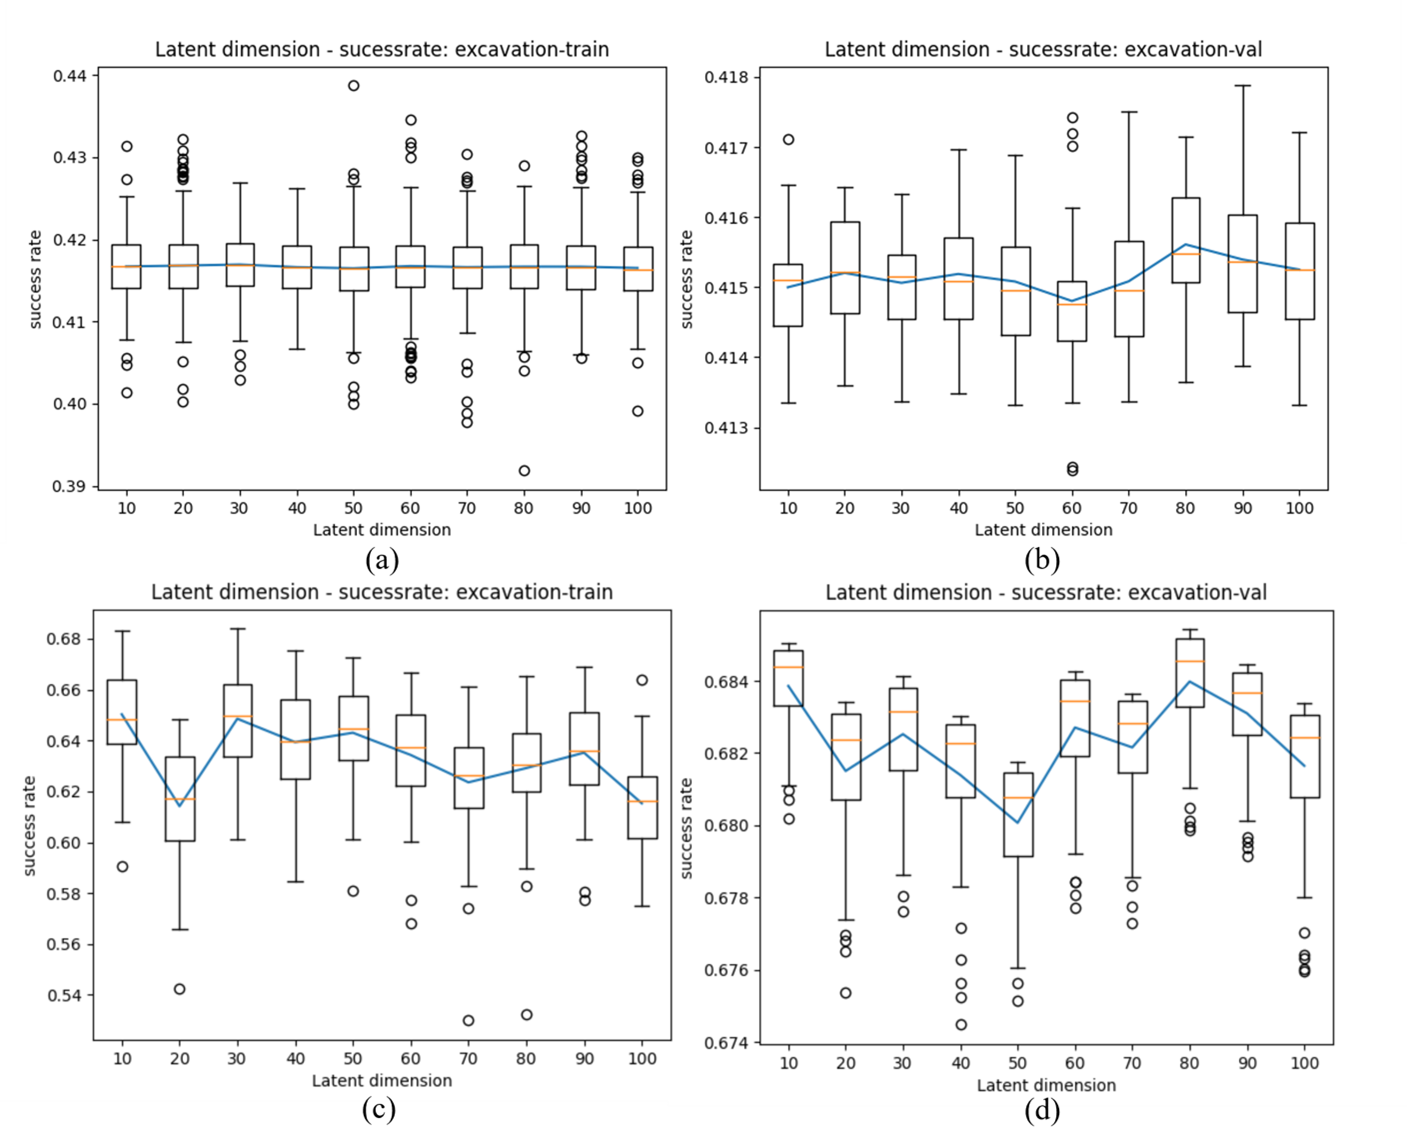 Latent dimension - sucessrate: excavation-train
0.44
0.43
0.42
0.41
0.40
0.39
success rate
10 20 30 40 50 60 70 80 90 100
Latent dimension
(a)
Latent dimension - sucessrate: excavation-val
0.418
0.417
0.416
0.415
0.414
0.413
success rate
10 20 30 40 50 60 70 80 90 100
Latent dimension
(b)
Latent dimension - sucessrate: excavation-train
0.68
0.66
0.64
0.62
0.60
0.58
0.56
0.54
success rate
10 20 30 40 50 60 70 80 90 100
Latent dimension
(c)
Latent dimension - sucessrate: excavation-val
0.684
0.682
0.680
0.678
0.676
0.674
success rate
10 20 30 40 50 60 70 80 90 100
Latent dimension
(d)